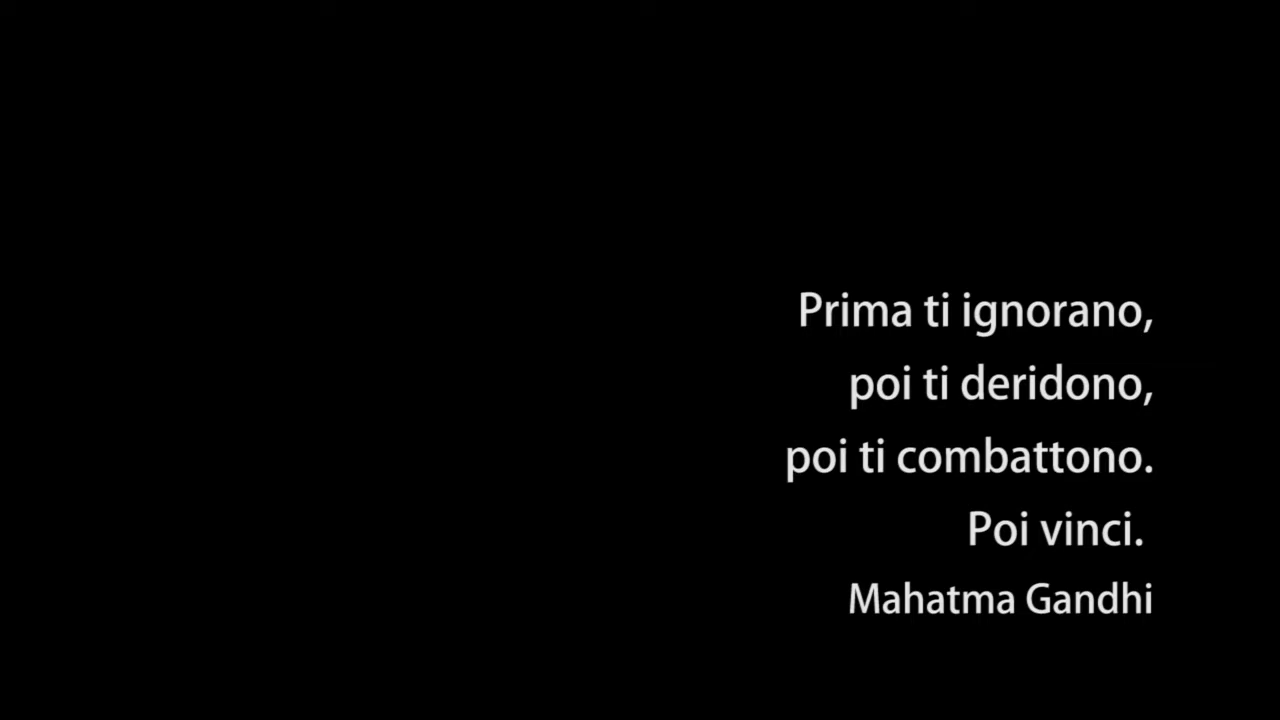 Prima ti ignorano,
poi ti deridono,
poi ti combattono.
Poi vinci.
Mahatma Gandhi